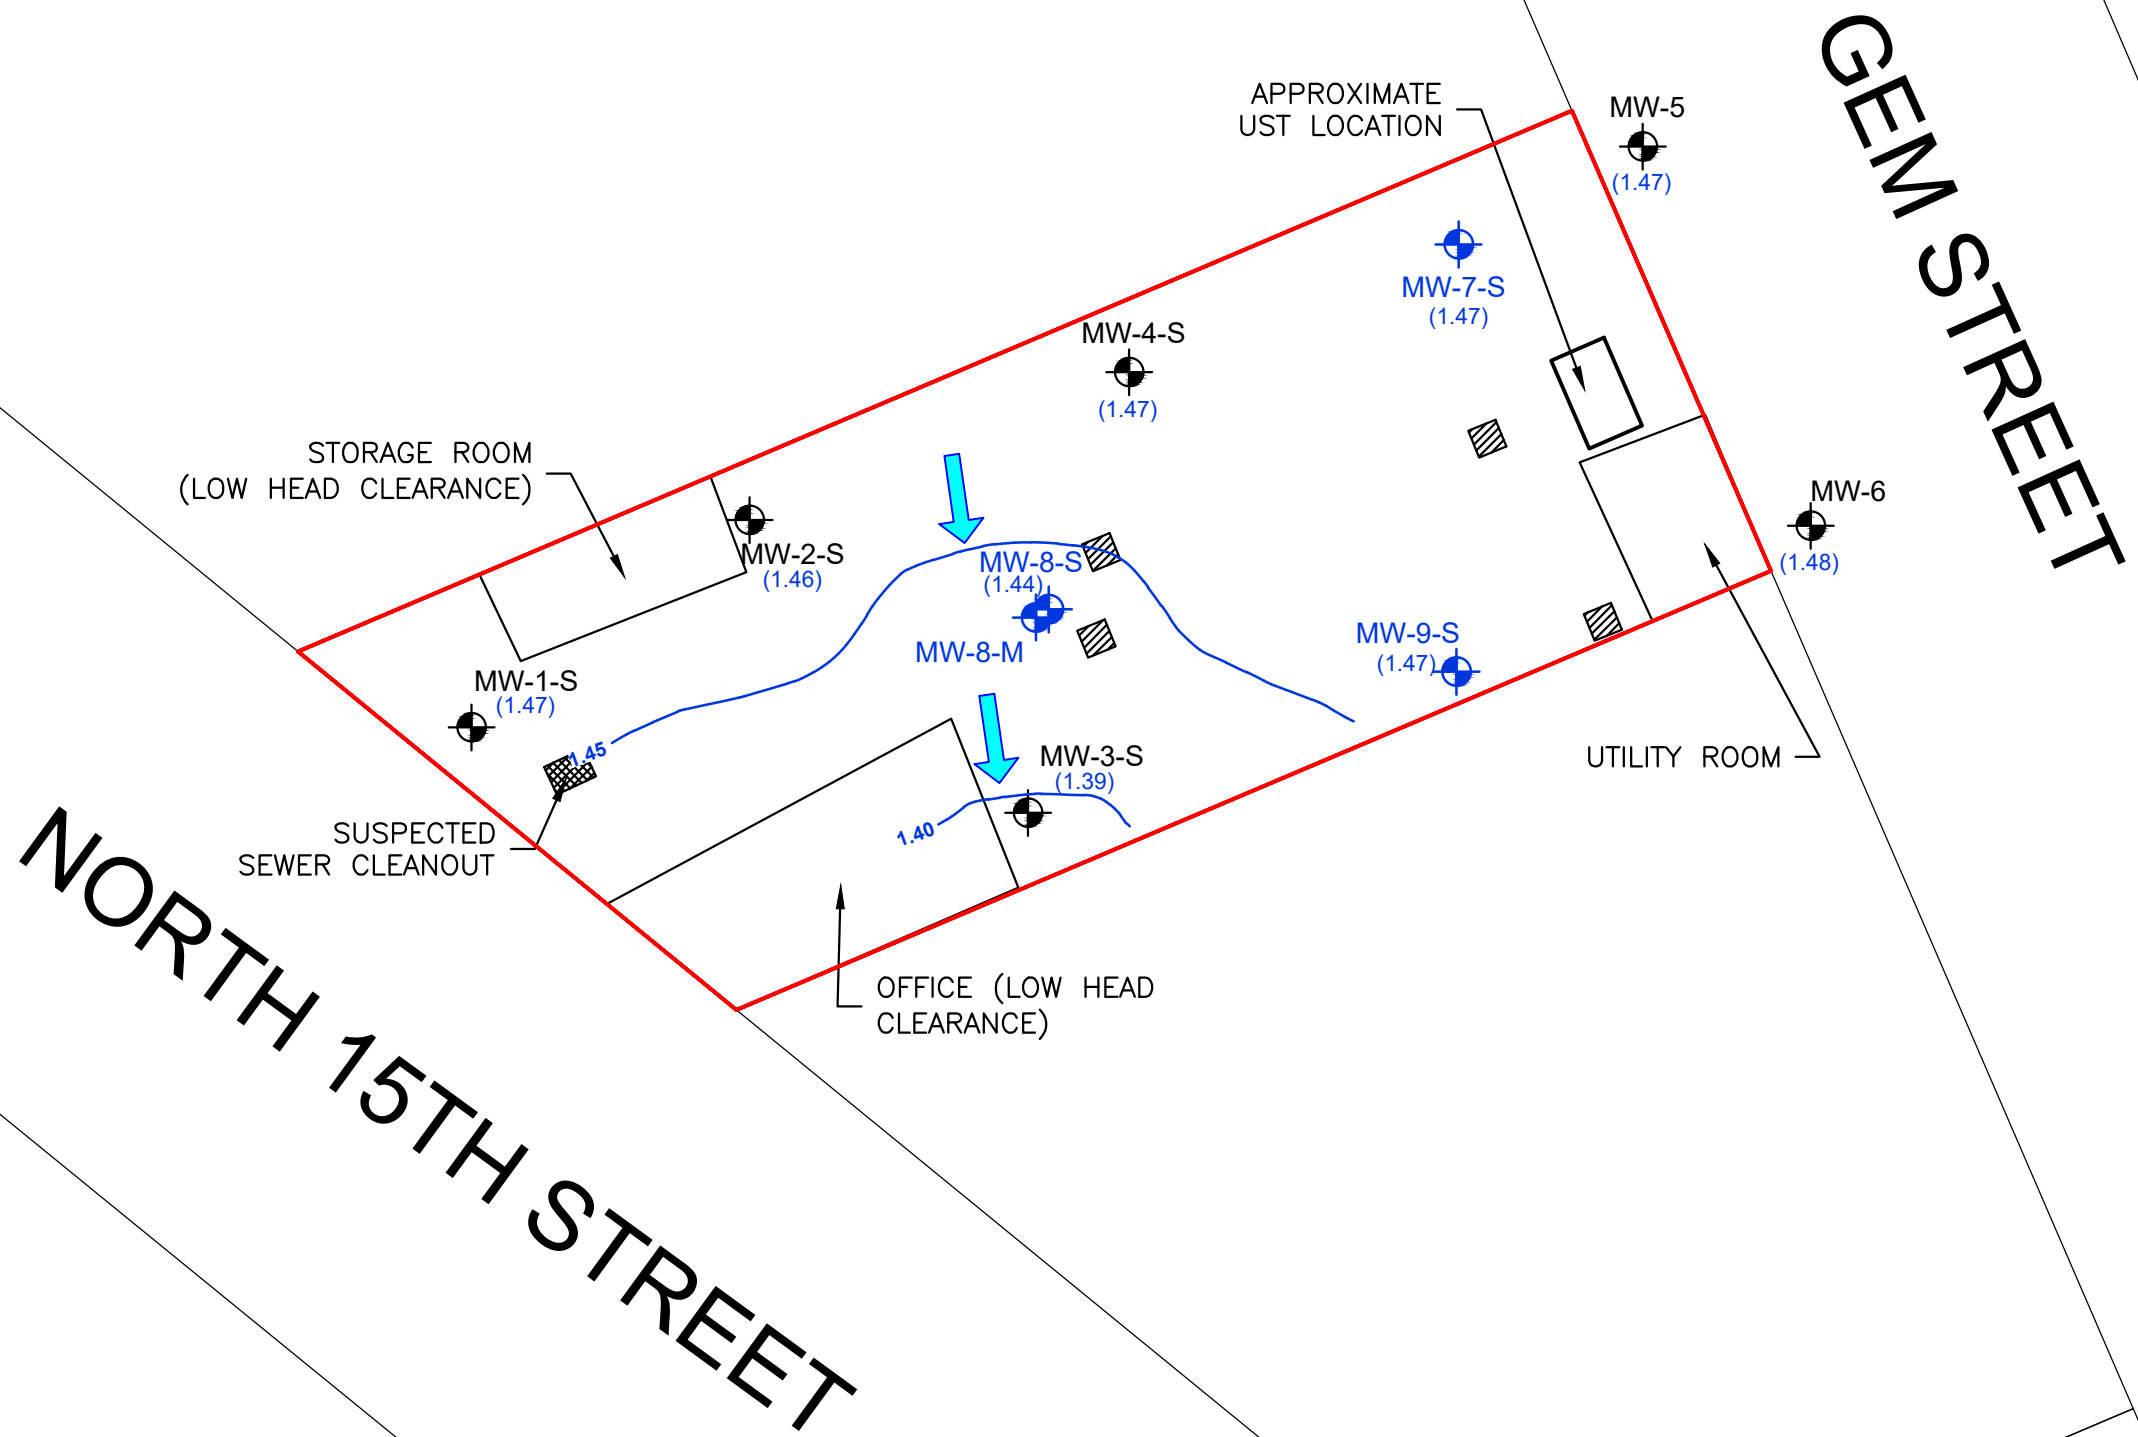 GEM STREET
APPROXIMATE
UST LOCATION
MW-5
(1.47)
MW-7-S
(1.47)
MW-4-S
(1.47)
STORAGE ROOM
(LOW HEAD CLEARANCE)
MW-6
(1.48)
MW-2-S
(1.46)
MW-8-S
(1.44)
MW-8-M
MW-9-S
(1.47)
MW-1-S
(1.47)
1.45
MW-3-S
(1.39)
1.40
UTILITY ROOM
SUSPECTED
SEWER CLEANOUT
OFFICE (LOW HEAD
CLEARANCE)
NORTH 15TH STREET